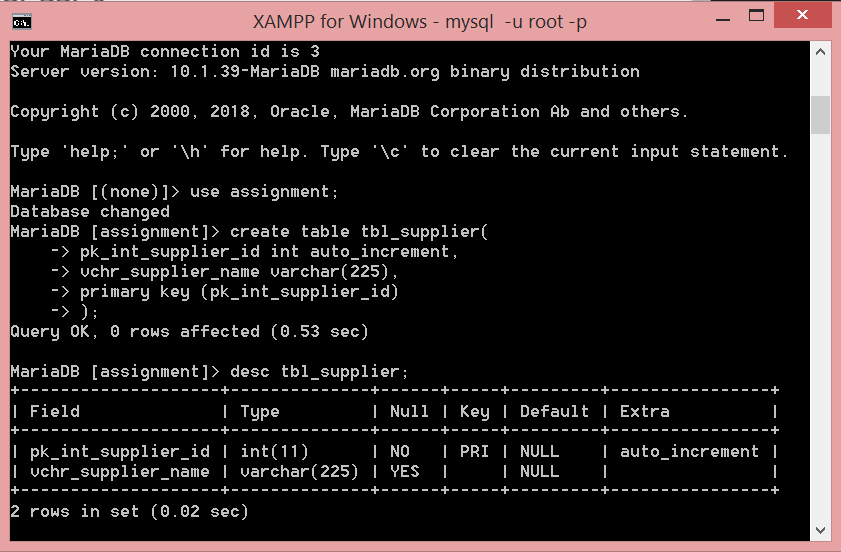 XAMPP for Windows - mysql  -u root -p
Your MariaDB connection id is 3
Server version: 10.1.39-MariaDB mariadb.org binary distribution
Copyright (c) 2000, 2018, Oracle, MariaDB Corporation Ab and others.
Type 'help;' or '\h' for help. Type '\c' to clear the current input statement.
MariaDB [(none)]> use assignment;
Database changed
MariaDB [assignment]> create table tbl_supplier(
    -> pk_int_supplier_id int auto_increment,
    -> vchr_supplier_name varchar(225),
    -> primary key (pk_int_supplier_id)
    -> );
Query OK, 0 rows affected (0.53 sec)
MariaDB [assignment]> desc tbl_supplier;
+--------------------+--------------+------+-----+---------+----------------+
| Field              | Type         | Null | Key | Default | Extra          |
+--------------------+--------------+------+-----+---------+----------------+
| pk_int_supplier_id | int(11)      | NO   | PRI | NULL    | auto_increment |
| vchr_supplier_name | varchar(225) | YES  |     | NULL    |                |
+--------------------+--------------+------+-----+---------+----------------+
2 rows in set (0.02 sec)